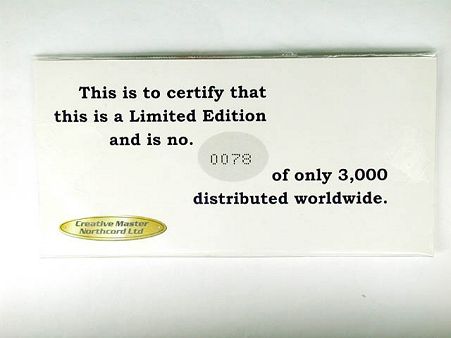 This is to certify that
this is a Limited Edition
and is no.
0078
of only 3,000
distributed worldwide.
Creative Master
Northcord Ltd